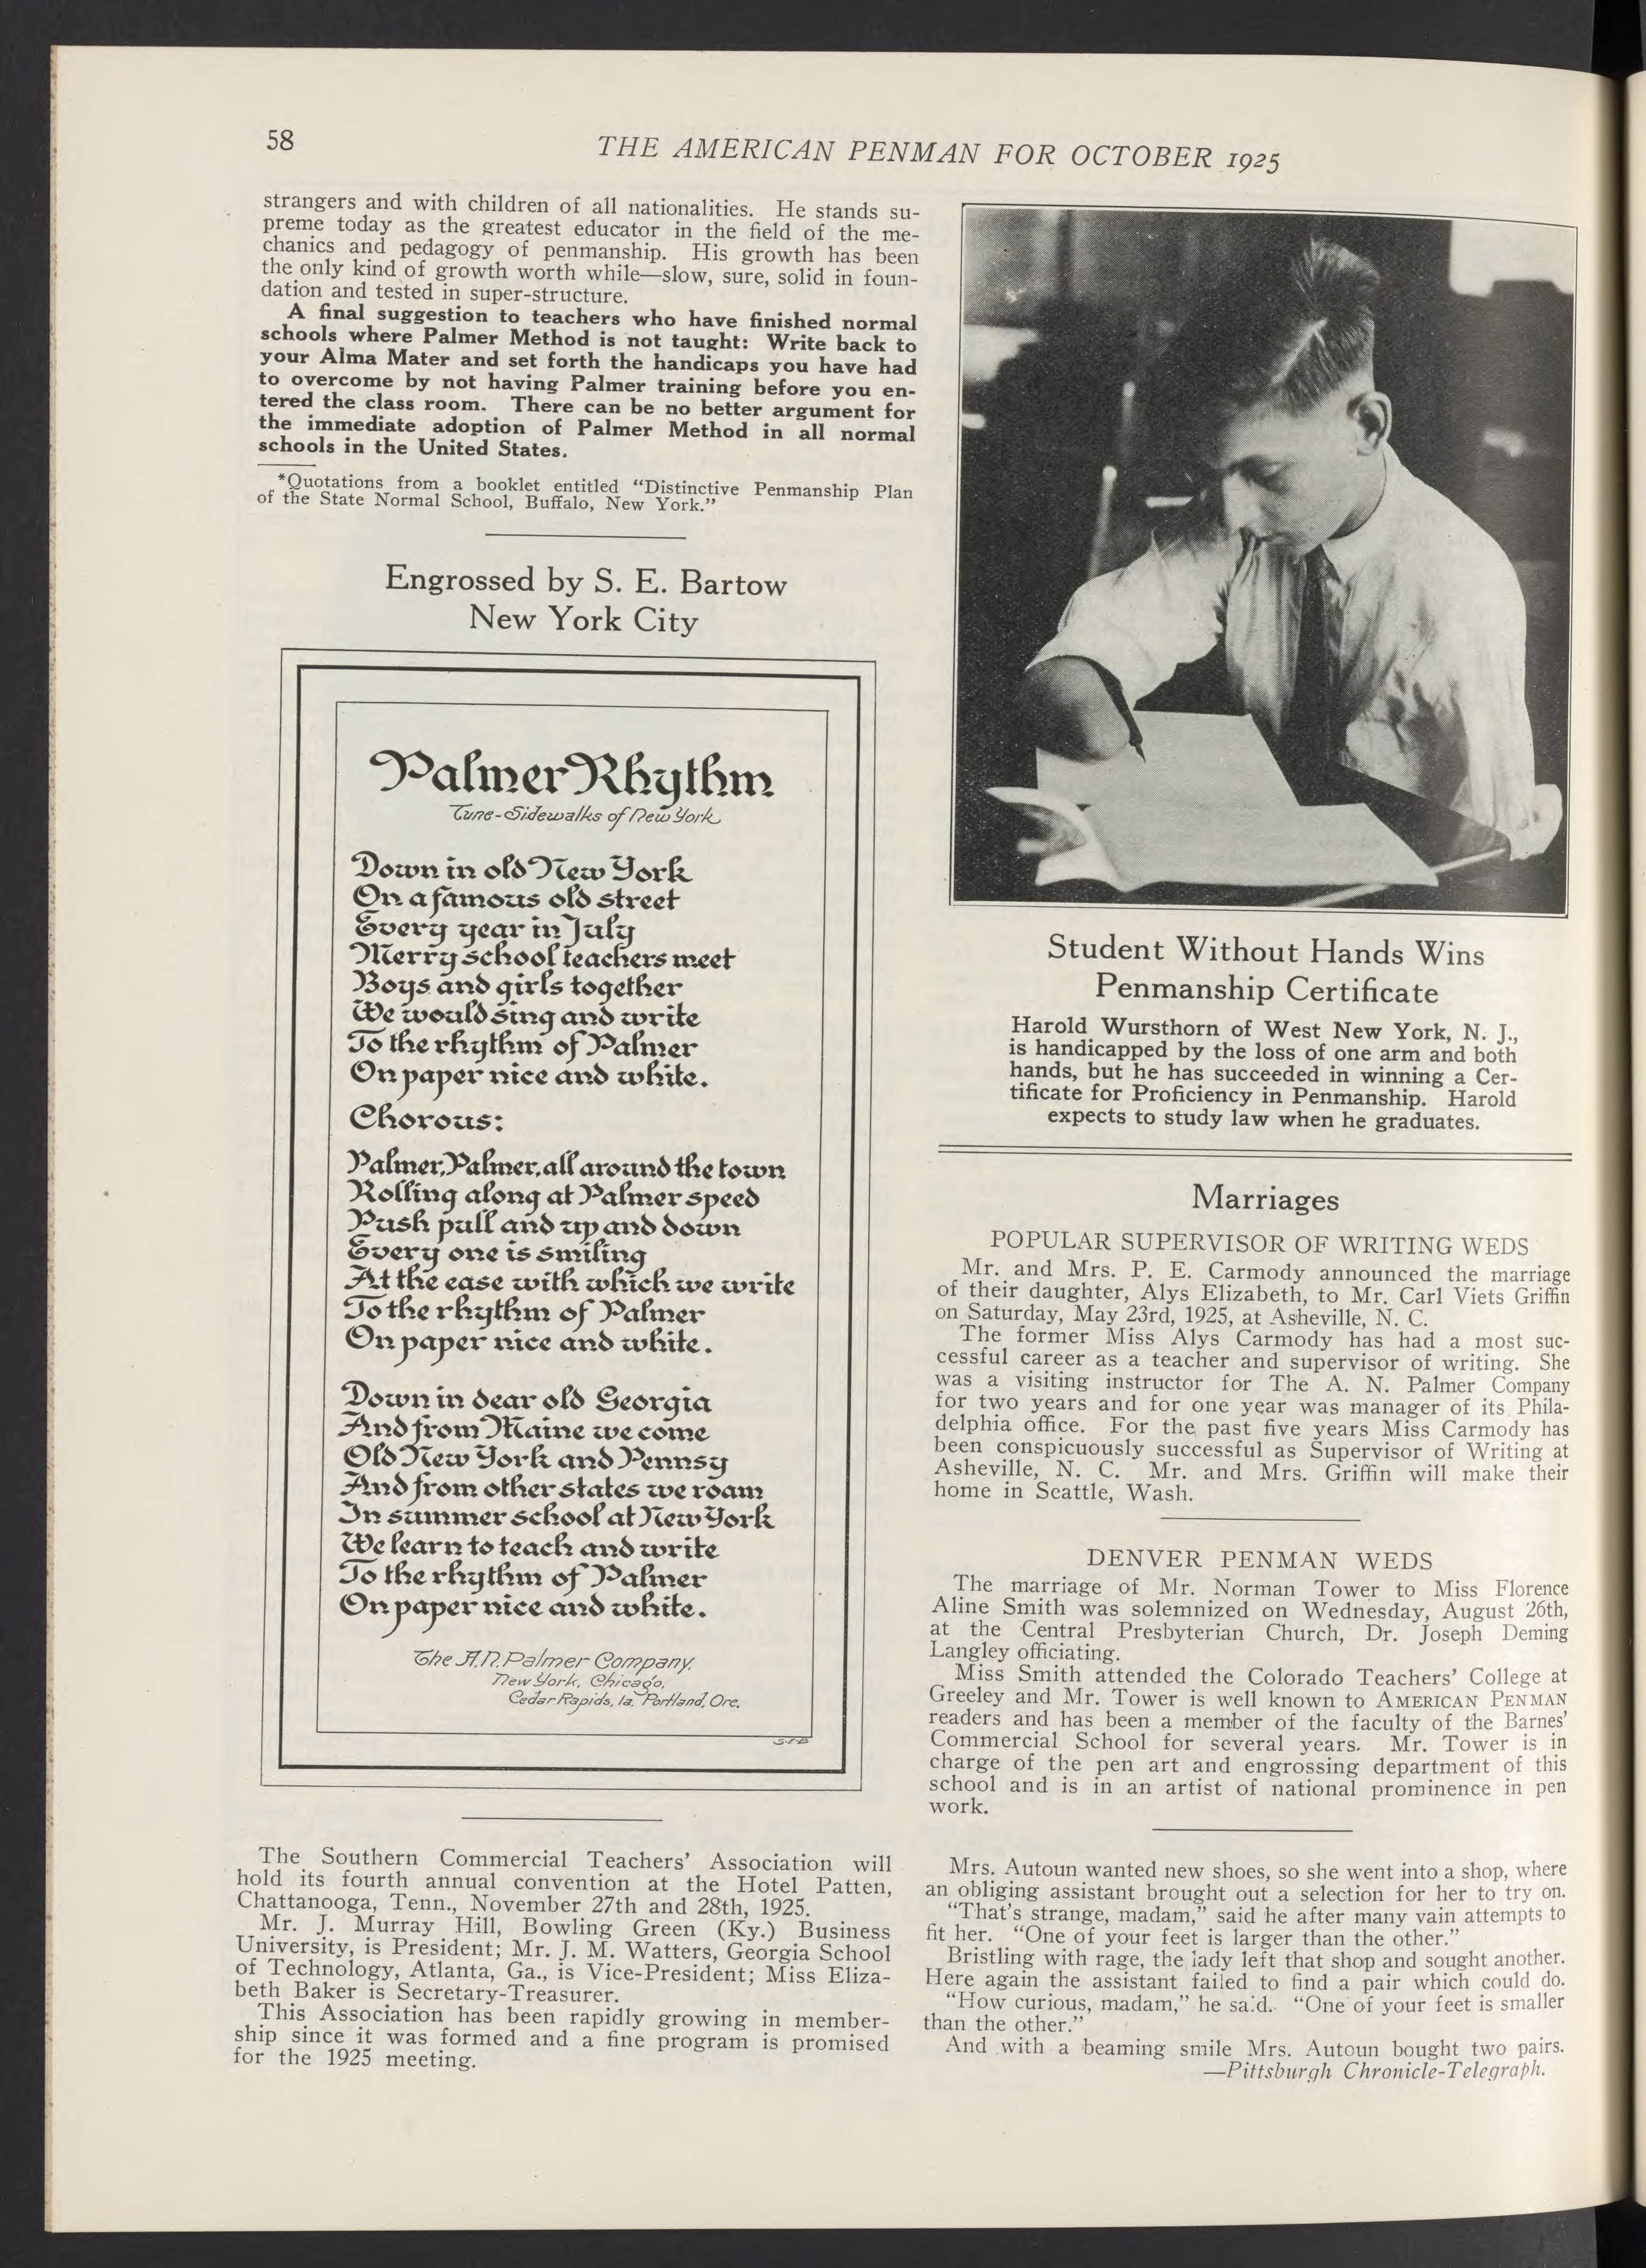 58
THE AMERICAN PENMAN FOR OCTOBER 1925
strangers and with children of all nationalities. He stands su-
preme today as the greatest educator in the field of the me-
chanics and pedagogy of penmanship. His growth has been
the only kind of growth worth while—slow, sure, solid in foun-
dation and tested in super-structure.
A final suggestion to teachers who have finished normal
schools where Palmer Method is not taught: Write back to
your Alma Mater and set forth the handicaps you have had
to overcome by not having Palmer training before you en-
tered the class room. There can be no better argument for
the immediate adoption of Palmer Method in all normal
schools in the United States.
*Quotations from a booklet entitled “Distinctive Penmanship Plan
of the State Normal School, Buffalo, New York.”
Engrossed by S. E. Bartow
New York City
Palmer Rhythm
Tune-Sidewalks of New York
Down in old New York
On a famous old street
Every year in July
Merry school teachers meet
Boys and girls together
We would sing and write
To the rhythm of Palmer
On paper nice and white.
Chorous:
Palmer, Palmer, all around the town
Rolling along at Palmer speed
Push pull and up and down
Every one is smiling
At the ease with which we write
To the rhythm of Palmer
On paper nice and white.
Down in dear old Georgia
And from Maine we come
Old New York and Pennsy
And from other states we roam
In summer school at New York
We learn to teach and write
To the rhythm of Palmer
On paper nice and white.
The A.N. Palmer Company.
New York, Chicago,
Cedar Rapids, Ia. Portland, Ore.
S.E.B
The Southern Commercial Teachers’ Association will
hold its fourth annual convention at the Hotel Patten,
Chattanooga, Tenn., November 27th and 28th, 1925.
Mr. J. Murray Hill, Bowling Green (Ky.) Business
University, is President; Mr. J. M. Watters, Georgia School
of Technology, Atlanta, Ga., is Vice-President; Miss Eliza-
beth Baker is Secretary-Treasurer.
This Association has been rapidly growing in member-
ship since it was formed and a fine program is promised
for the 1925 meeting.
Student Without Hands Wins
Penmanship Certificate
Harold Wursthorn of West New York, N. J.,
is handicapped by the loss of one arm and both
hands, but he has succeeded in winning a Cer-
tificate for Proficiency in Penmanship. Harold
expects to study law when he graduates.
Marriages
POPULAR SUPERVISOR OF WRITING WEDS
Mr. and Mrs. P. E. Carmody announced the marriage
of their daughter, Alys Elizabeth, to Mr. Carl Viets Griffin
on Saturday, May 23rd, 1925, at Asheville, N. C.
The former Miss Alys Carmody has had a most suc-
cessful career as a teacher and supervisor of writing. She
was a visiting instructor for The A. N. Palmer Company
for two years and for one year was manager of its Phila-
delphia office. For the past five years Miss Carmody has
been conspicuously successful as Supervisor of Writing at
Asheville, N. C. Mr. and Mrs. Griffin will make their
home in Seattle, Wash.
DENVER PENMAN WEDS
The marriage of Mr. Norman Tower to Miss Florence
Aline Smith was solemnized on Wednesday, August 26th,
at the Central Presbyterian Church, Dr. Joseph Deming
Langley officiating.
Miss Smith attended the Colorado Teachers’ College at
Greeley and Mr. Tower is well known to AMERICAN PENMAN
readers and has been a member of the faculty of the Barnes’
Commercial School for several years. Mr. Tower is in
charge of the pen art and engrossing department of this
school and is in an artist of national prominence in pen
work.
Mrs. Autoun wanted new shoes, so she went into a shop, where
an obliging assistant brought out a selection for her to try on.
“That’s strange, madam,” said he after many vain attempts to
fit her. “One of your feet is larger than the other.”
Bristling with rage, the lady left that shop and sought another.
Here again the assistant failed to find a pair which could do.
“How curious, madam,” he said. “One of your feet is smaller
than the other.”
And with a beaming smile Mrs. Autoun bought two pairs.
—Pittsburgh Chronicle-Telegraph.